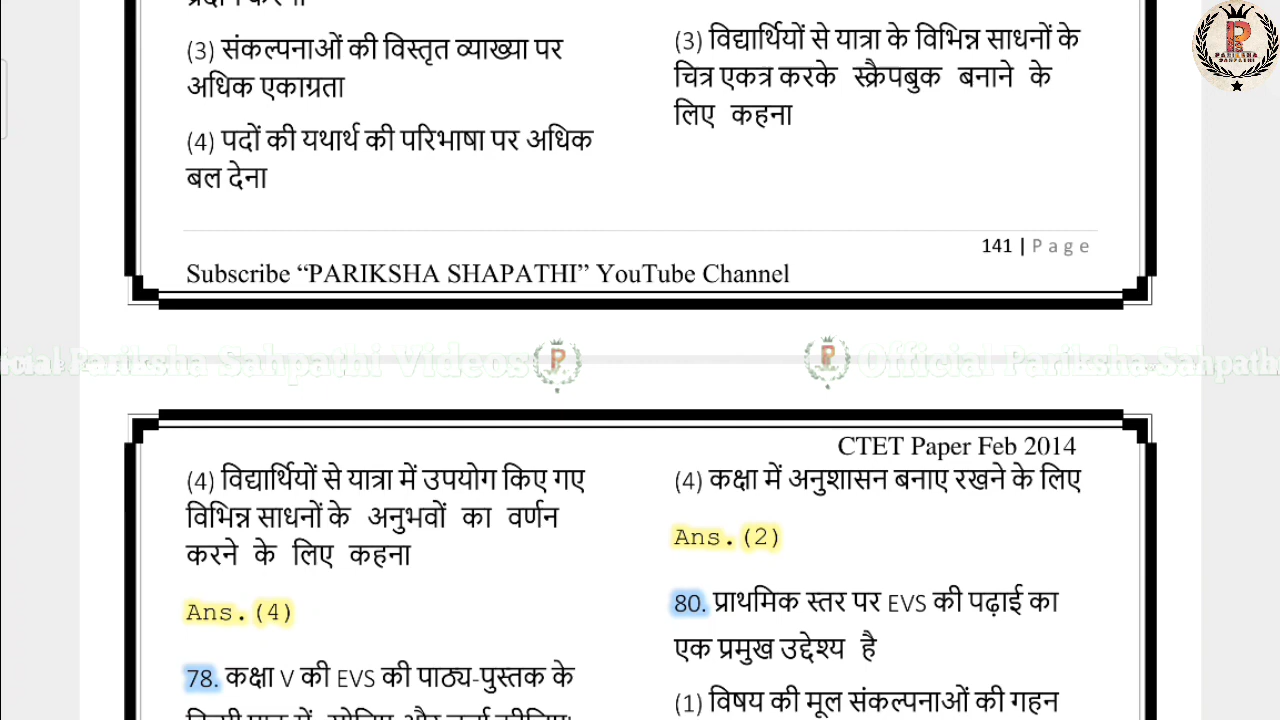 प्रदान करना
(3) संकल्पनाओं की विस्तृत व्याख्या पर
अधिक एकाग्रता
(4) पदों की यथार्थ की परिभाषा पर अधिक
बल देना
(3) विद्यार्थियों से यात्रा के विभिन्न साधनों के
चित्र एकत्र करके स्क्रैपबुक बनाने के
लिए कहना
141 | Page
Subscribe “PARIKSHA SHAPATHI” YouTube Channel
Pariksha Sahpathi Videos
Official Pariksha Sahpath
CTET Paper Feb 2014
(4) विद्यार्थियों से यात्रा में उपयोग किए गए
विभिन्न साधनों के अनुभवों का वर्णन
करने के लिए कहना
Ans.(4)
78. कक्षा V की EVS की पाठ्य-पुस्तक के
(4) कक्षा में अनुशासन बनाए रखने के लिए
Ans.(2)
80. प्राथमिक स्तर पर EVS की पढ़ाई का
एक प्रमुख उद्देश्य है
(1) विषय की मूल संकल्पनाओं की गहन
PARIKSHA
SAHPATHI